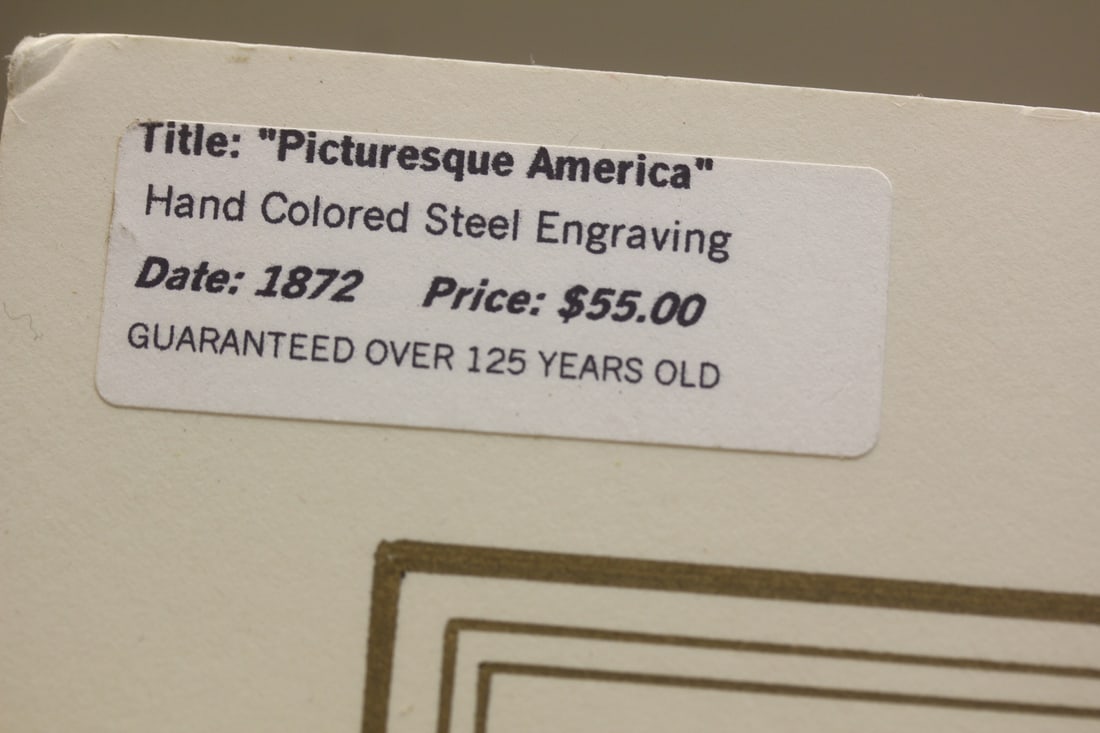 Title: "Picturesque America"
Hand Colored Steel Engraving
Date: 1872 Price: $55.00
GUARANTEED OVER 125 YEARS OLD